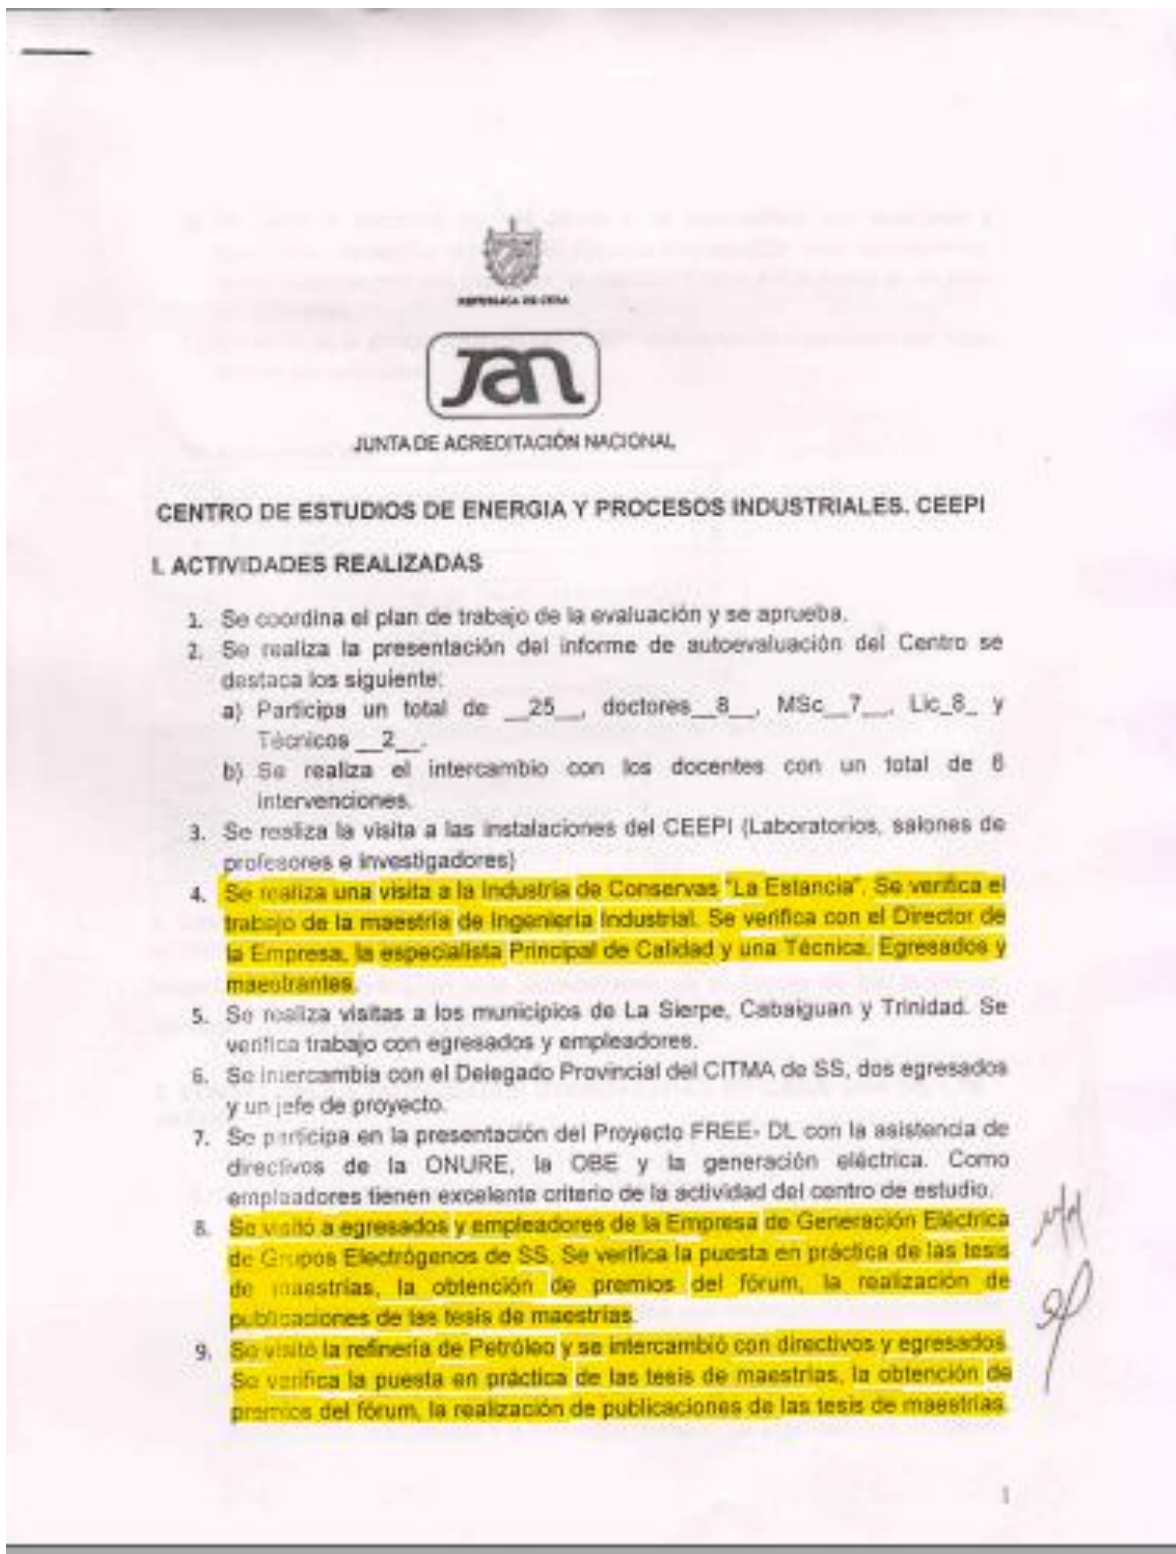 REPÚBLICA DE CUBA
Jan
JUNTA DE ACREDITACIÓN NACIONAL
CENTRO DE ESTUDIOS DE ENERGIA Y PROCESOS INDUSTRIALES. CEEPI
I. ACTIVIDADES REALIZADAS
1. Se coordina el plan de trabajo de la evaluación y se aprueba.
2. Se realiza la presentación del informe de autoevaluación del Centro se
destaca los siguiente:
a) Participa un total de __25__, doctores__8__, MSc__7__, Lic_8_ y
Técnicos __2__.
b) Se realiza el intercambio con los docentes con un total de 6
intervenciones.
3. Se realiza la visita a las instalaciones del CEEPI (Laboratorios, salones de
profesores e investigadores)
4. Se realiza una visita a la Industria de Conservas "La Estancia". Se verifica el
trabajo de la maestría de Ingeniería Industrial. Se verifica con el Director de
la Empresa, la especialista Principal de Calidad y una Técnica. Egresados y
maestrantes.
5. Se realiza visitas a los municipios de La Sierpe, Cabaiguan y Trinidad. Se
verifica trabajo con egresados y empleadores.
6. Se intercambia con el Delegado Provincial del CITMA de SS, dos egresados
y un jefe de proyecto.
7. Se participa en la presentación del Proyecto FREE- DL con la asistencia de
directivos de la ONURE, la OBE y la generación eléctrica. Como
empleadores tienen excelente criterio de la actividad del centro de estudio.
8. Se visitó a egresados y empleadores de la Empresa de Generación Eléctrica
de Grupos Electrógenos de SS. Se verifica la puesta en práctica de las tesis
de maestrías, la obtención de premios del fórum, la realización de
publicaciones de las tesis de maestrías.
9. Se visitó la refinería de Petróleo y se intercambió con directivos y egresados.
Se verifica la puesta en práctica de las tesis de maestrías, la obtención de
premios del fórum, la realización de publicaciones de las tesis de maestrías.
1